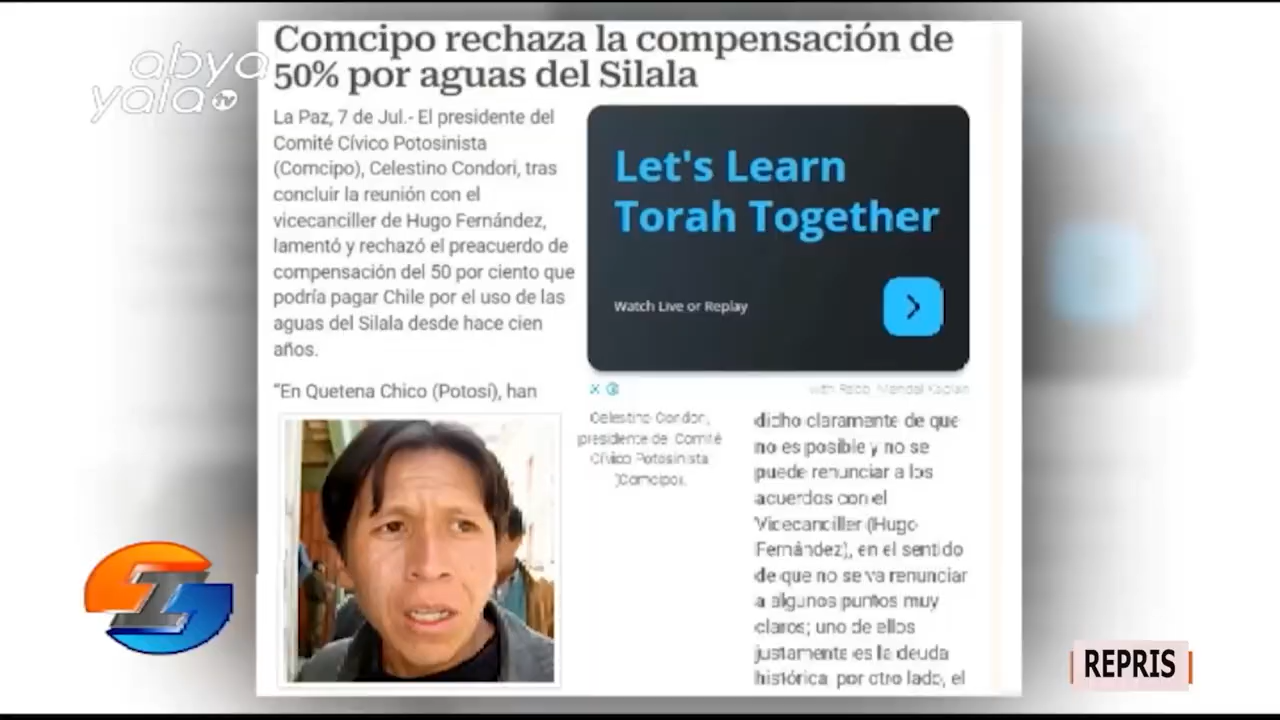 abya
yala tv
Comcipo rechaza la compensación de
50% por aguas del Silala
La Paz, 7 de Jul.- El presidente del
Comité Cívico Potosinista
(Comcipo), Celestino Condori, tras
concluir la reunión con el
vicecanciller de Hugo Fernández,
lamentó y rechazó el preacuerdo de
compensación del 50 por ciento que
podría pagar Chile por el uso de las
aguas del Silala desde hace cien
años.
"En Quetena Chico (Potosí), han
Let's Learn
Torah Together
Watch Live or Replay
with Rabbi Mendel Kaplan
Celestino Condori,
presidente del Comité
Cívico Potosinista
(Comcipo).
dicho claramente de que
no es posible y no se
puede renunciar a los
acuerdos con el
Vicecanciller (Hugo
Fernández), en el sentido
de que no se va renunciar
a algunos puntos muy
claros; uno de ellos
justamente es la deuda
histórica, por otro lado, el
REPRIS